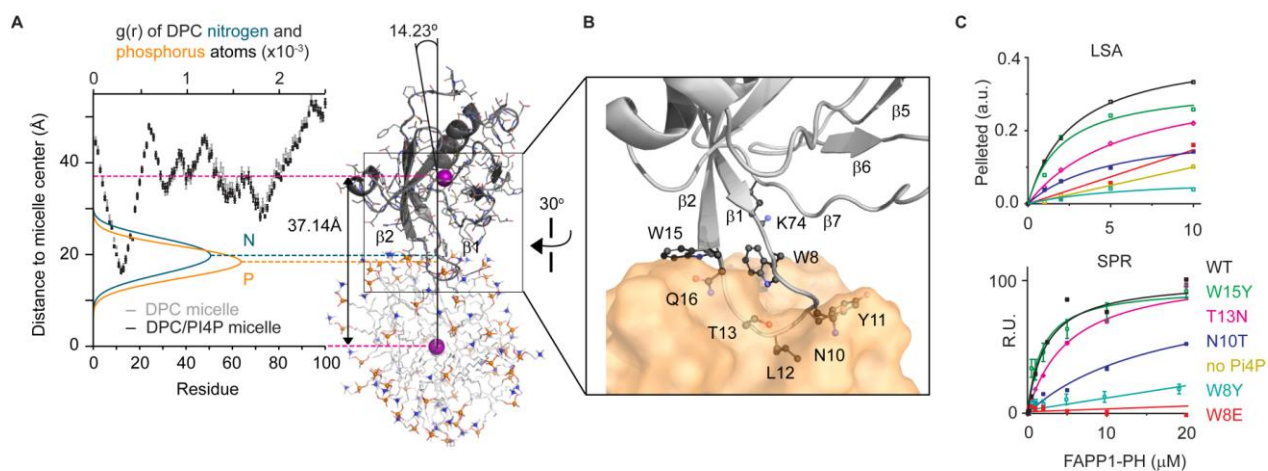 A
g(r) of DPC nitrogen and
phosphorus atoms (x10⁻³)
0 1 2
Distance to micelle center (Å)
40
20
0
0 20 40 60 80 100
Residue
N
P
DPC micelle
DPC/PI4P micelle
14.23º
37.14Å
β2
β1
30º
B
β5
β6
β7
β2
β1
K74
W15
W8
Q16
T13
Y11
N10
L12
C
LSA
Pelleted (a.u.)
0.4
0.2
0.0
0 5 10
SPR
R.U.
100
0
0 10 20
FAPP1-PH (μM)
WT
W15Y
T13N
N10T
no Pi4P
W8Y
W8E